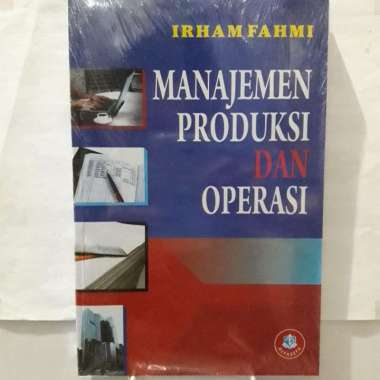 IRHAM FAHMI
MANAJEMEN
PRODUKSI
DAN
OPERASI